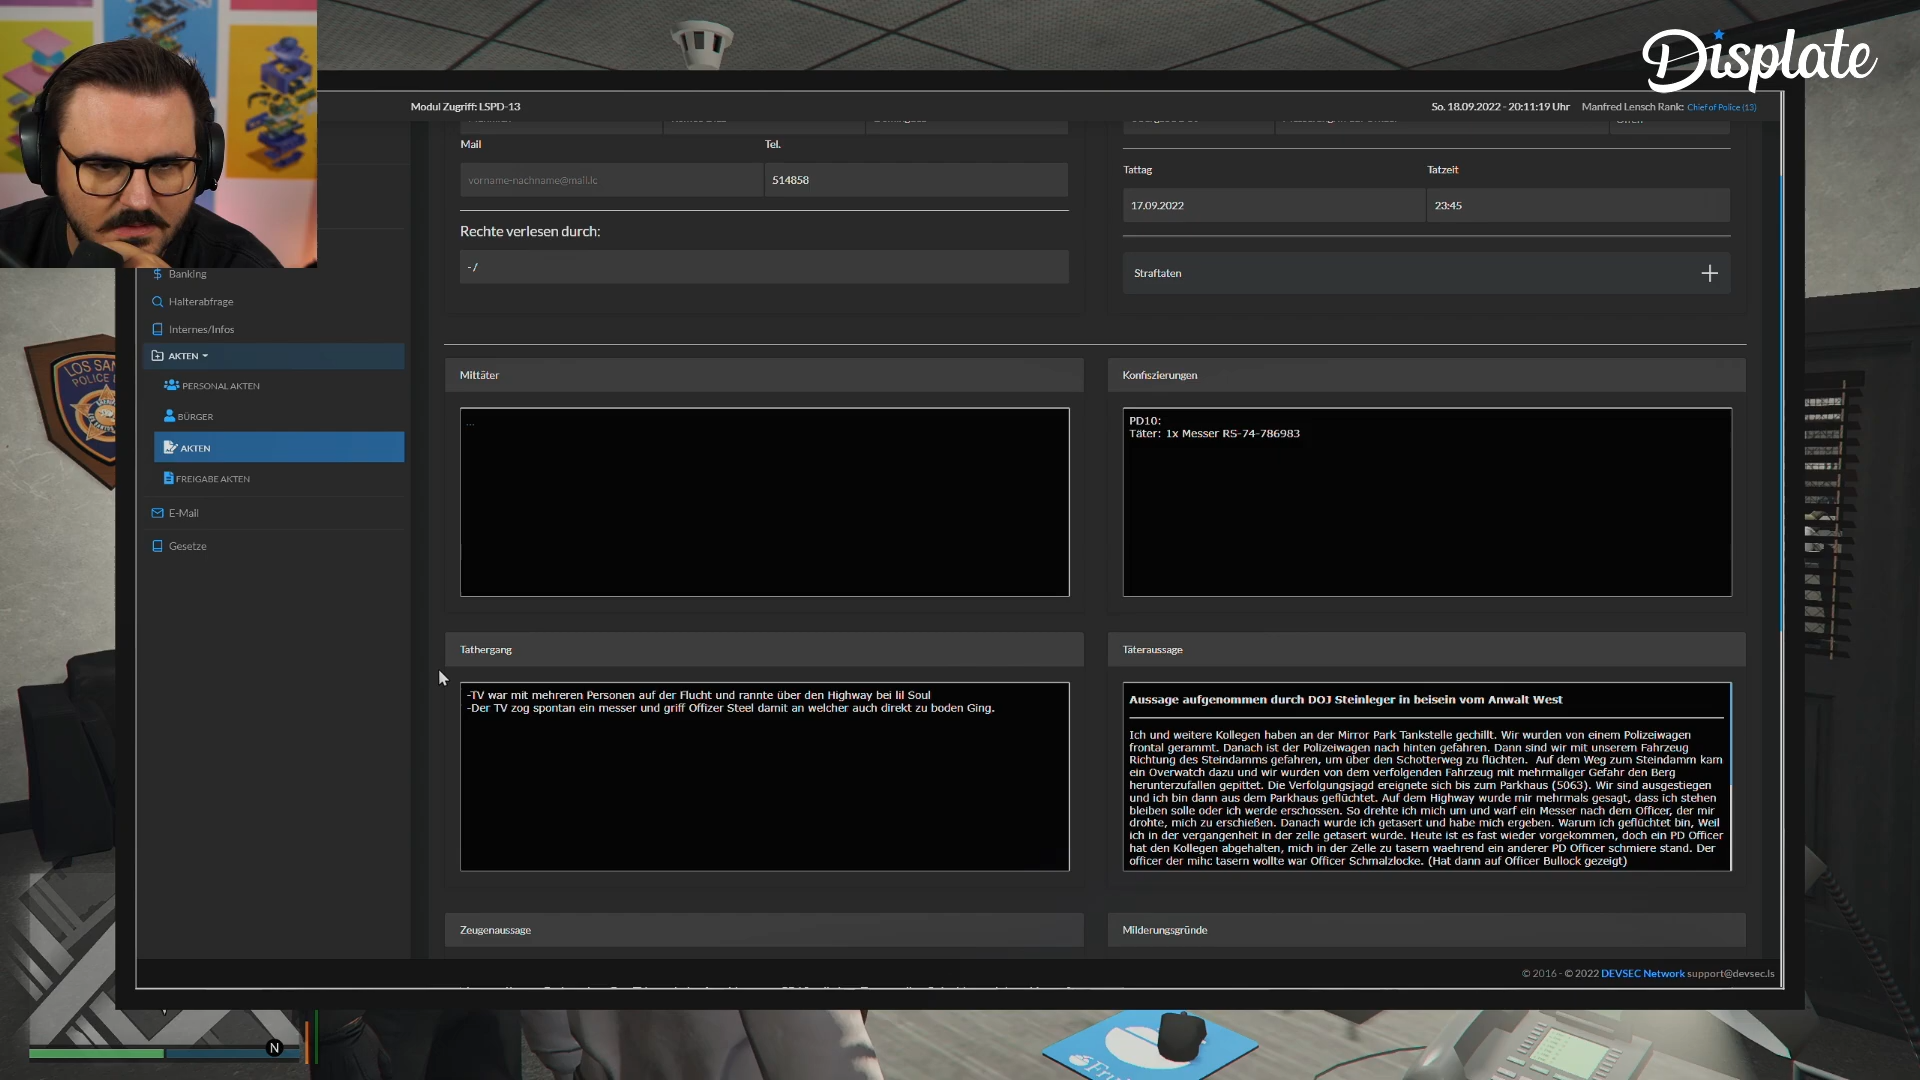 Displate
Modul Zugriff: LSPD-13
So. 18.09.2022 - 20:11:19 Uhr
Manfred Lensch Rank: Chief of Police (13)
Mail
Tel.
vorname-nachname@mail.lc
514858
Tattag
Tatzeit
17.09.2022
23:45
Rechte verlesen durch:
-/
Straftaten
Banking
Halterabfrage
Internes/Infos
AKTEN
PERSONAL AKTEN
BÜRGER
AKTEN
FREIGABE AKTEN
E-Mail
Gesetze
Mittäter
...
Konfiszierungen
PD10:
Täter: 1x Messer RS-74-786983
Tathergang
-TV war mit mehreren Personen auf der Flucht und rannte über den Highway bei lil Soul
-Der TV zog spontan ein messer und griff Offizer Steel damit an welcher auch direkt zu boden Ging.
Täteraussage
Aussage aufgenommen durch DOJ Steinleger in beisein vom Anwalt West
Ich und weitere Kollegen haben an der Mirror Park Tankstelle gechillt. Wir wurden von einem Polizeiwagen
frontal gerammt. Danach ist der Polizeiwagen nach hinten gefahren. Dann sind wir mit unserem Fahrzeug
Richtung des Steindamms gefahren, um über den Schotterweg zu flüchten. Auf dem Weg zum Steindamm kam
ein Overwatch dazu und wir wurden von dem verfolgenden Fahrzeug mit mehrmaliger Gefahr den Berg
herunterzufallen gepittet. Die Verfolgungsjagd ereignete sich bis zum Parkhaus (5063). Wir sind ausgestiegen
und ich bin dann aus dem Parkhaus geflüchtet. Auf dem Highway wurde mir mehrmals gesagt, dass ich stehen
bleiben solle oder ich werde erschossen. So drehte ich mich um und warf ein Messer nach dem Officer, der mir
drohte, mich zu erschießen. Danach wurde ich getasert und habe mich ergeben. Warum ich geflüchtet bin, Weil
ich in der vergangenheit in der zelle getasert wurde. Heute ist es fast wieder vorgekommen, doch ein PD Officer
hat den Kollegen abgehalten, mich in der Zelle zu tasern waehrend ein anderer PD Officer schmiere stand. Der
officer der mihc tasern wollte war Officer Schmalzlocke. (Hat dann auf Officer Bullock gezeigt)
Zeugenaussage
Milderungsgründe
© 2016 - © 2022 DEVSEC Network support@devsec.ls
LOS SAN
POLICE
N